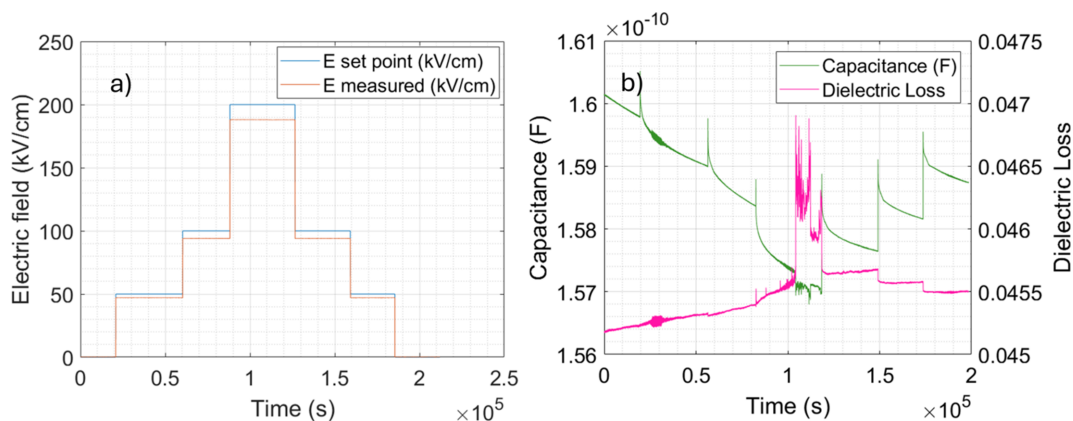 a)
E set point (kV/cm)
E measured (kV/cm)
Electric field (kV/cm)
250
200
150
100
50
0
0 0.5 1 1.5 2 2.5
Time (s)
×10^5
b)
×10^-10
Capacitance (F)
Dielectric Loss
Capacitance (F)
1.61
1.6
1.59
1.58
1.57
1.56
0 0.5 1 1.5 2
Time (s)
×10^5
0.0475
0.047
0.0465
0.046
0.0455
0.045
Dielectric Loss